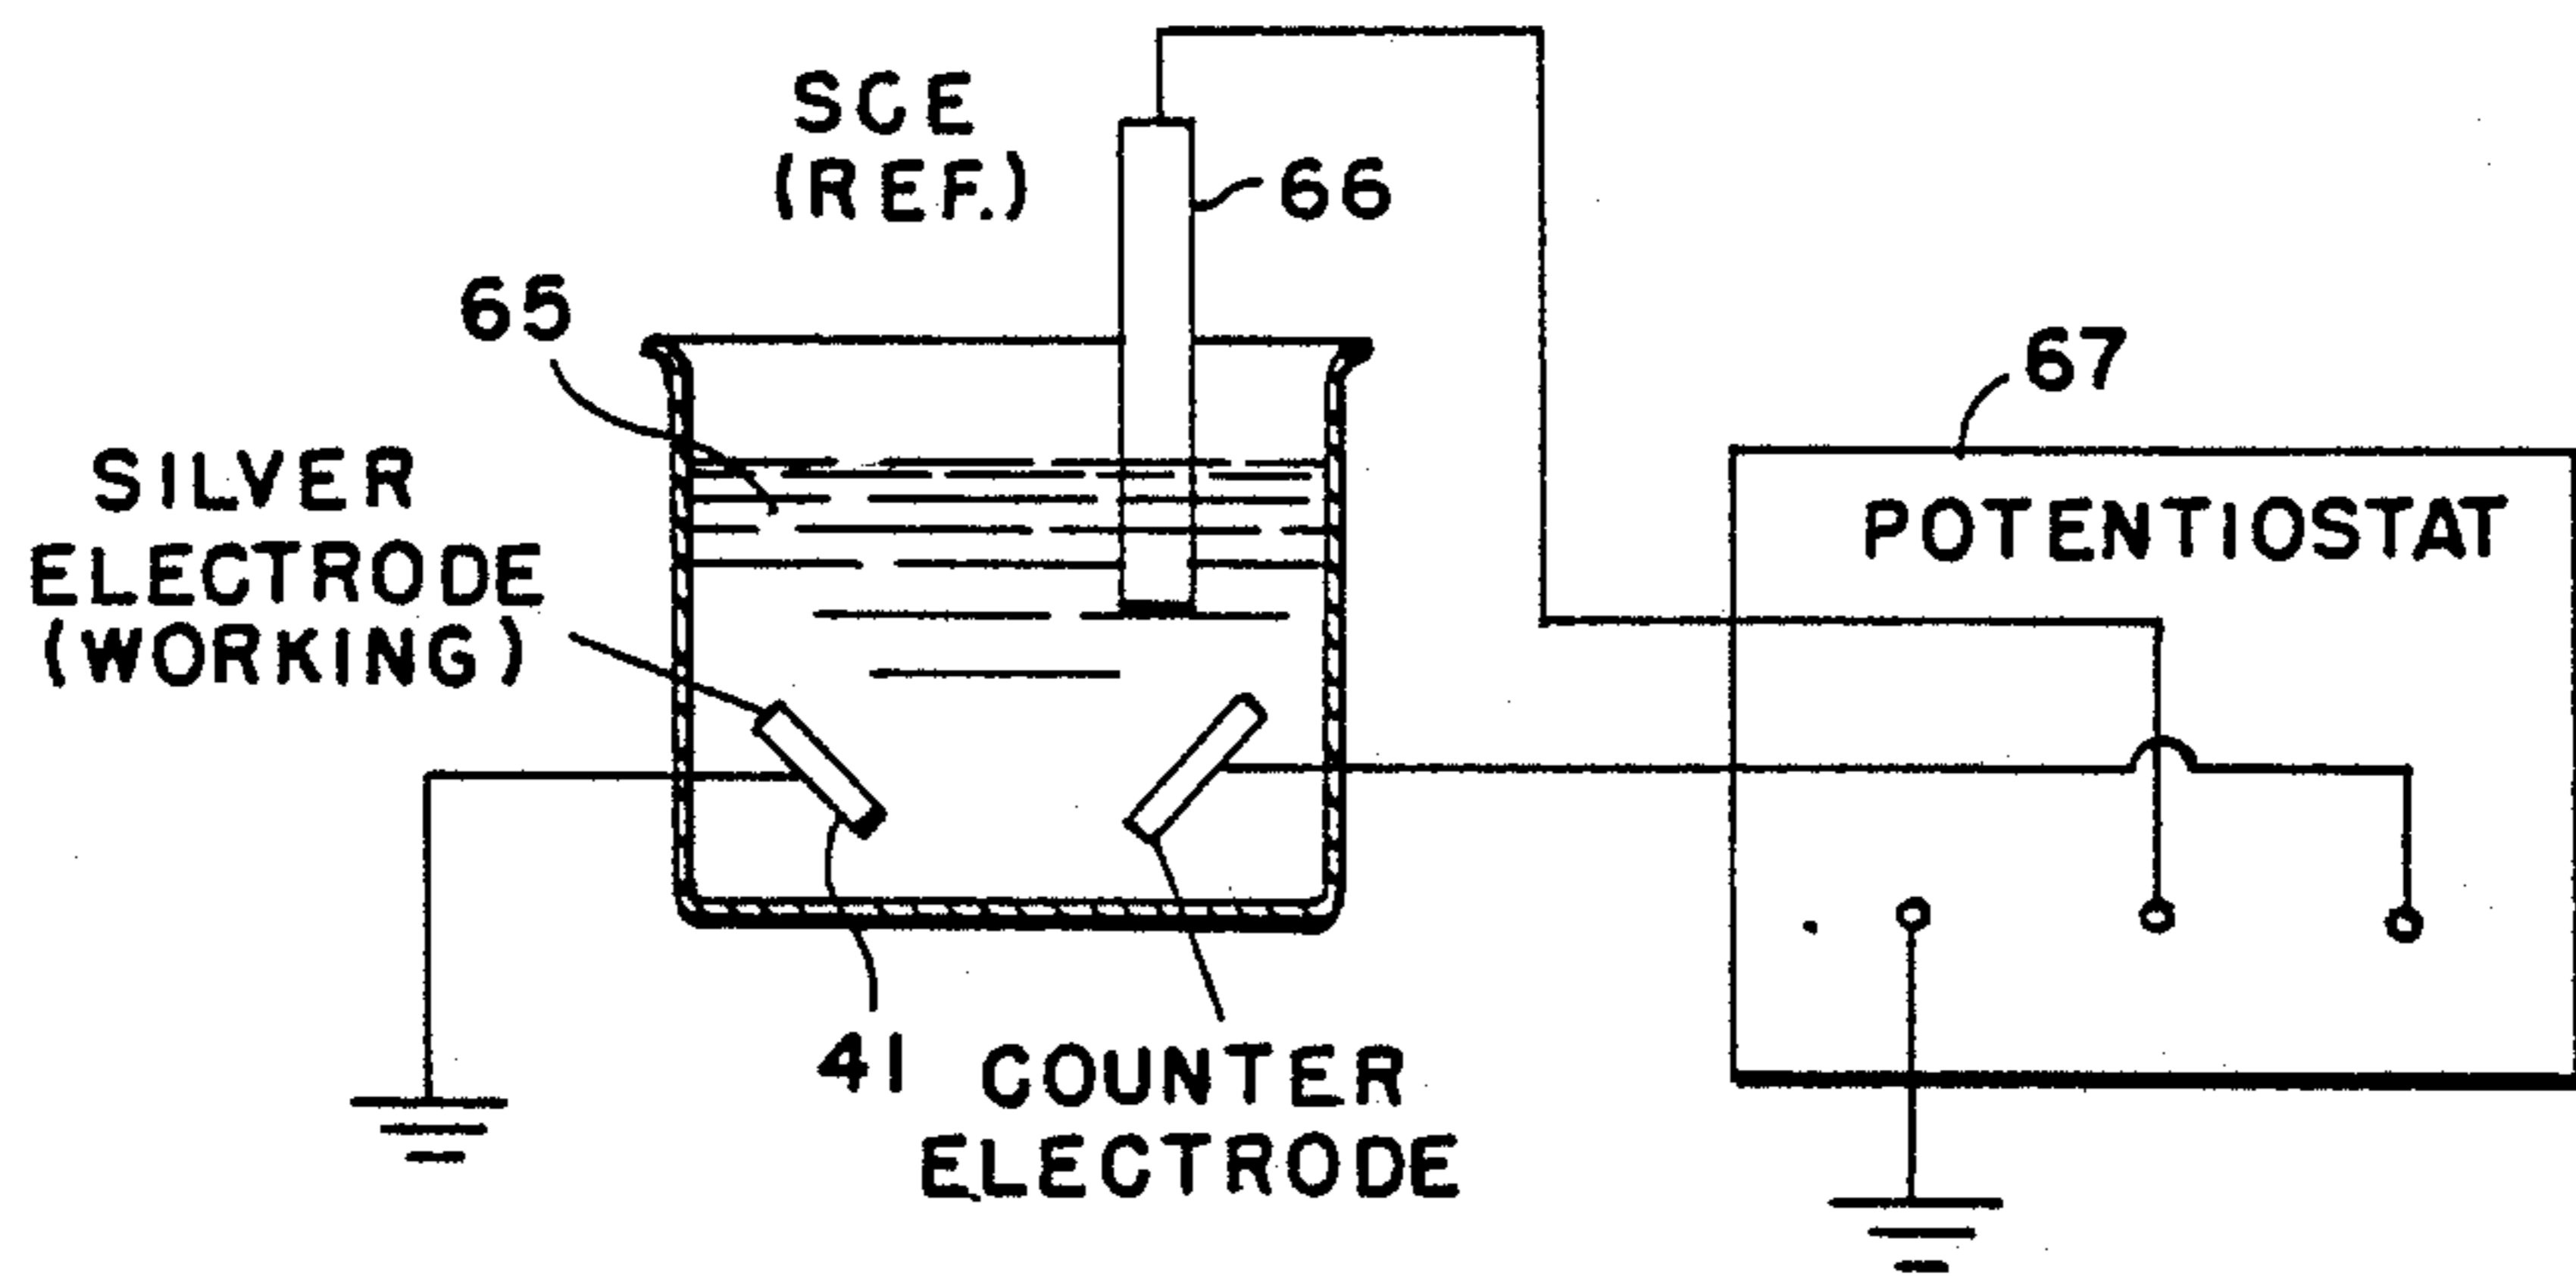 SCE
(REF.)
66
65
67
SILVER
ELECTRODE
(WORKING)
POTENTIOSTAT
41
COUNTER
ELECTRODE